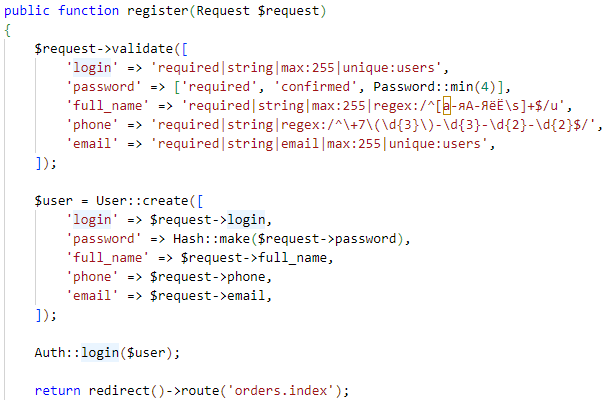 public function register(Request $request)
{
    $request->validate([
        'login' => 'required|string|max:255|unique:users',
        'password' => ['required', 'confirmed', Password::min(4)],
        'full_name' => 'required|string|max:255|regex:/^[а-яА-ЯёЁ\s]+$/u',
        'phone' => 'required|string|regex:/^\+7\(\d{3}\)-\d{3}-\d{2}-\d{2}$/',
        'email' => 'required|string|email|max:255|unique:users',
    ]);

    $user = User::create([
        'login' => $request->login,
        'password' => Hash::make($request->password),
        'full_name' => $request->full_name,
        'phone' => $request->phone,
        'email' => $request->email,
    ]);

    Auth::login($user);

    return redirect()->route('orders.index');